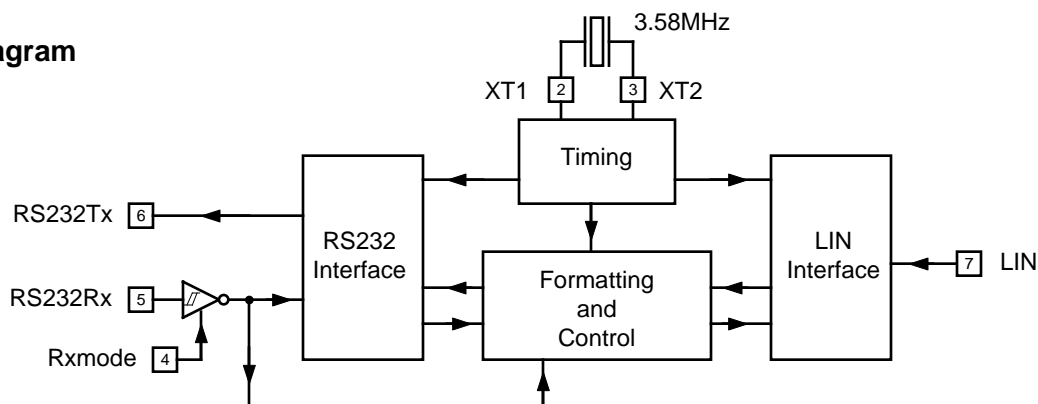 agram
3.58MHz
XT1 2 3 XT2
Timing
RS232Tx 6
RS232
Interface
LIN
Interface
7 LIN
RS232Rx 5
Formatting
and
Control
Rxmode 4